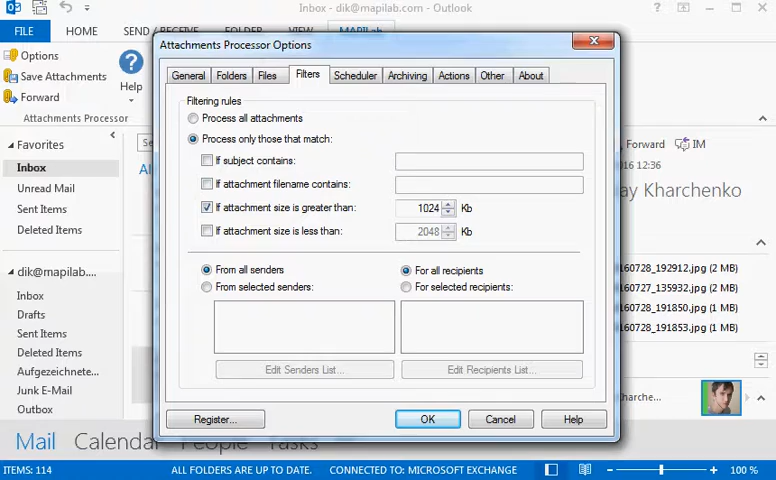 Inbox - dik@mapilab.com - Outlook
FILE HOME SEND / RECEIVE FOLDER VIEW MAPILab
Options
Save Attachments
Forward
Help
Attachments Processor
Attachments Processor Options
General Folders Files Filters Scheduler Archiving Actions Other About
Filtering rules
Process all attachments
Process only those that match:
If subject contains:
If attachment filename contains:
If attachment size is greater than: 1024 Kb
If attachment size is less than: 2048 Kb
From all senders
From selected senders:
For all recipients
For selected recipients:
Edit Senders List...
Edit Recipients List...
Register... OK Cancel Help
Favorites
Inbox
Unread Mail
Sent Items
Deleted Items
dik@mapilab....
Inbox
Drafts
Sent Items
Deleted Items
Aufgezeichnete...
Junk E-Mail
Outbox
Forward IM
16 12:36
ay Kharchenko
160728_192912.jpg (2 MB)
160727_135932.jpg (2 MB)
160728_191850.jpg (1 MB)
160728_191853.jpg (1 MB)
Kharche...
Mail Calendar People Tasks
ITEMS: 114 ALL FOLDERS ARE UP TO DATE. CONNECTED TO: MICROSOFT EXCHANGE 100 %